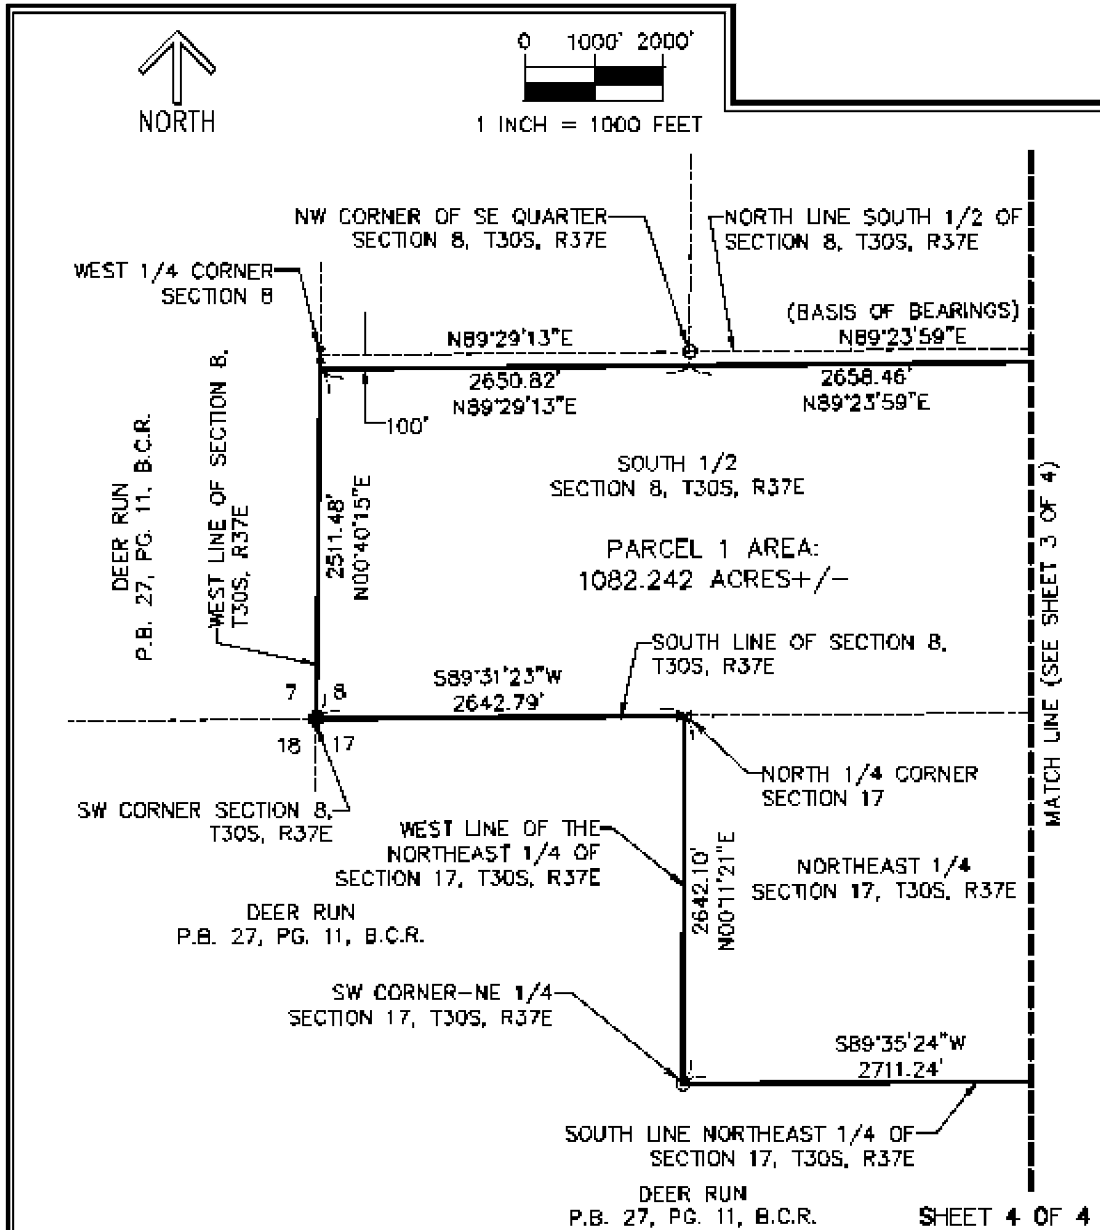 0 1000' 2000'
1 INCH = 1000 FEET
NORTH
NW CORNER OF SE QUARTER
SECTION 8, T30S, R37E
NORTH LINE SOUTH 1/2 OF
SECTION 8, T30S, R37E
WEST 1/4 CORNER
SECTION 8
(BASIS OF BEARINGS)
N89°29'13"E
N89°23'59"E
2650.82'
N89°29'13"E
2658.46'
N89°23'59"E
100'
DEER RUN
P.B. 27, PG. 11, B.C.R.
WEST LINE OF SECTION 8,
T30S, R37E
2511.48'
N00°40'15"E
SOUTH 1/2
SECTION 8, T30S, R37E
PARCEL 1 AREA:
1082.242 ACRES+/-
MATCH LINE (SEE SHEET 3 OF 4)
SOUTH LINE OF SECTION 8,
T30S, R37E
S89°31'23"W
2642.79'
7 8
18 17
SW CORNER SECTION 8,
T30S, R37E
NORTH 1/4 CORNER
SECTION 17
WEST LINE OF THE
NORTHEAST 1/4 OF
SECTION 17, T30S, R37E
2642.10'
N00°11'21"E
NORTHEAST 1/4
SECTION 17, T30S, R37E
DEER RUN
P.B. 27, PG. 11, B.C.R.
SW CORNER-NE 1/4
SECTION 17, T30S, R37E
S89°35'24"W
2711.24'
SOUTH LINE NORTHEAST 1/4 OF
SECTION 17, T30S, R37E
DEER RUN
P.B. 27, PG. 11, B.C.R.
SHEET 4 OF 4